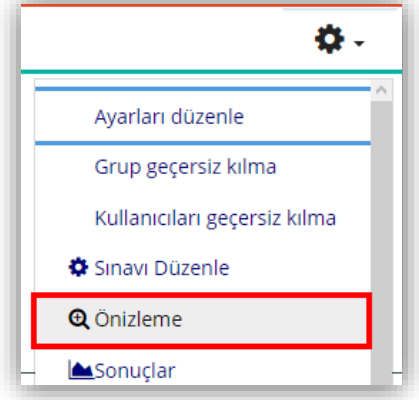 Ayarları düzenle
Grup geçersiz kılma
Kullanıcıları geçersiz kılma
Sınavı Düzenle
Önizleme
Sonuçlar